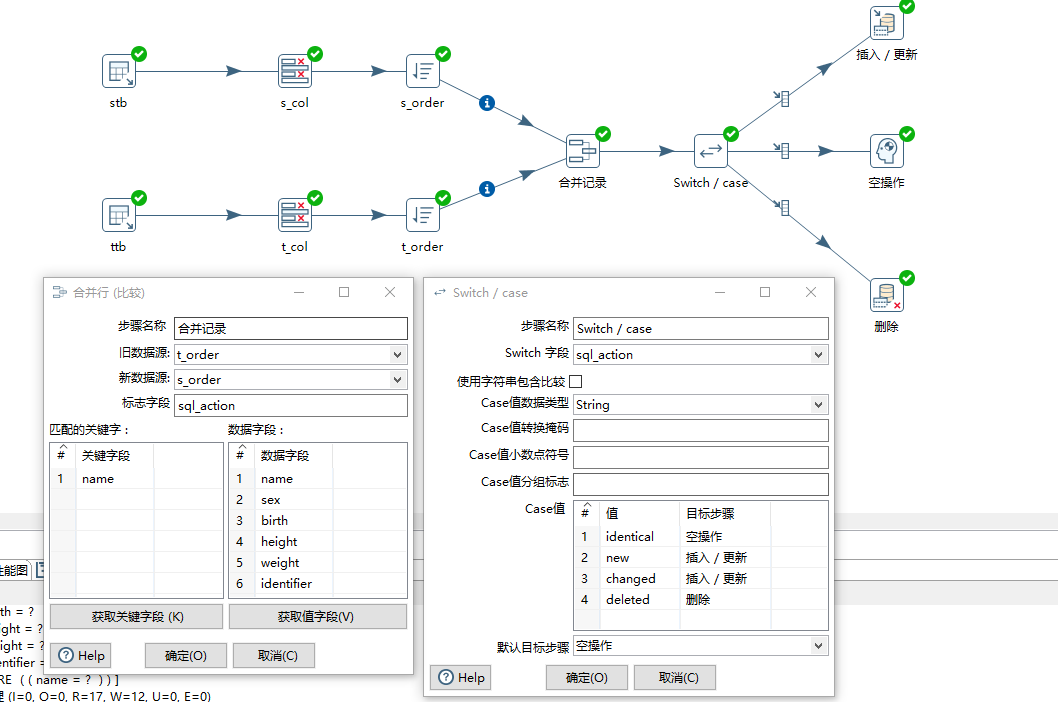 插入 / 更新
stb
s_col
s_order
合并记录
Switch / case
空操作
ttb
t_col
t_order
删除
合并行 (比较)
步骤名称 合并记录
旧数据源: t_order
新数据源: s_order
标志字段 sql_action
匹配的关键字：
# 关键字段
1 name
数据字段：
# 数据字段
1 name
2 sex
3 birth
4 height
5 weight
6 identifier
获取关键字段 (K)
获取值字段(V)
Help
确定(O)
取消(C)
Switch / case
步骤名称 Switch / case
Switch 字段 sql_action
使用字符串包含比较
Case值数据类型 String
Case值转换掩码
Case值小数点符号
Case值分组标志
Case值
# 值 目标步骤
1 identical 空操作
2 new 插入 / 更新
3 changed 插入 / 更新
4 deleted 删除
默认目标步骤 空操作
Help
确定(O)
取消(C)
能图
th = ?
ight = ?
ight = ?
entifier =
RE ( ( name = ? ) ) ]
(I=0, O=0, R=17, W=12, U=0, E=0)